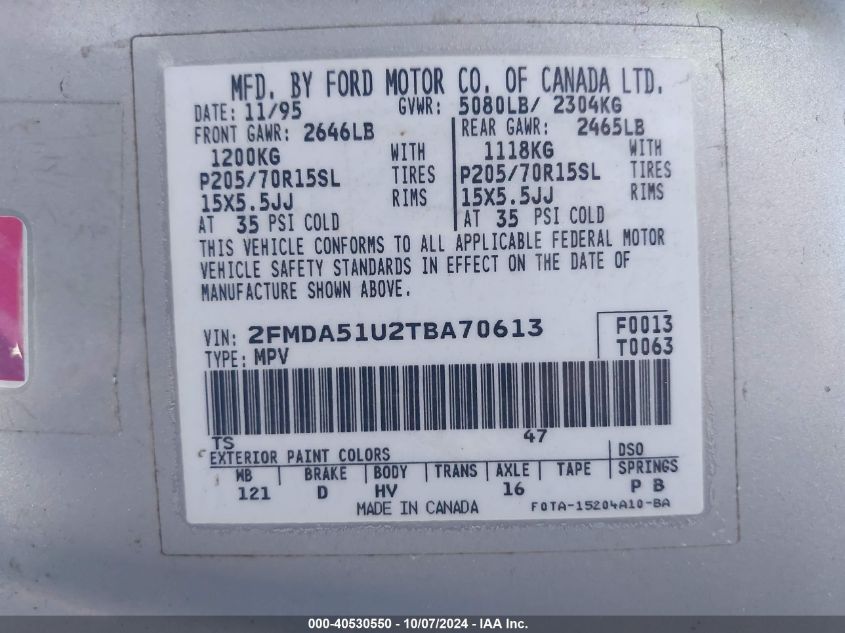 MFD. BY FORD MOTOR CO. OF CANADA LTD.
DATE: 11/95 GVWR: 5080LB/ 2304KG
FRONT GAWR: 2646LB REAR GAWR: 2465LB
1200KG WITH 1118KG WITH
P205/70R15SL TIRES P205/70R15SL TIRES
15X5.5JJ RIMS 15X5.5JJ RIMS
AT 35 PSI COLD AT 35 PSI COLD
THIS VEHICLE CONFORMS TO ALL APPLICABLE FEDERAL MOTOR
VEHICLE SAFETY STANDARDS IN EFFECT ON THE DATE OF
MANUFACTURE SHOWN ABOVE.
VIN: 2FMDA51U2TBA70613 F0013
TYPE: MPV T0063
TS 47
EXTERIOR PAINT COLORS DSO
WB BRAKE BODY TRANS AXLE TAPE SPRINGS
121 D HV 16 P B
MADE IN CANADA F0TA-15204A10-BA
000-40530550 - 10/07/2024 - IAA Inc.